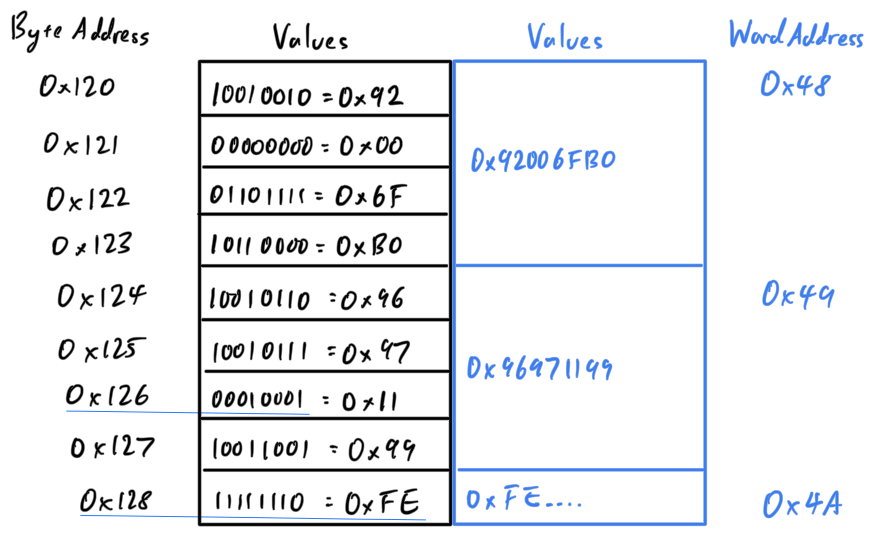 Byte Address Values Values Word Address
0x120 10010010 = 0x92 0x48
0x121 00000000 = 0x00 0x92006FB0
0x122 01101111 = 0x6F
0x123 10110000 = 0xB0
0x124 10010110 = 0x96 0x49
0x125 10010111 = 0x97 0x96971199
0x126 00010001 = 0x11
0x127 10011001 = 0x99
0x128 11111110 = 0xFE 0xFE.... 0x4A